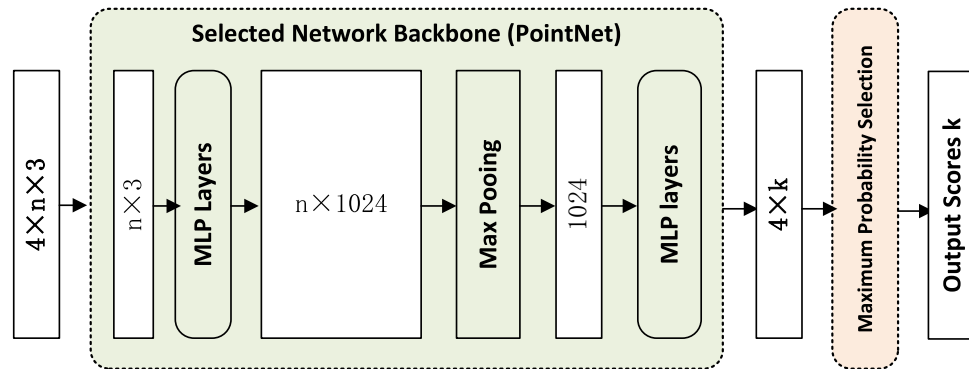 Selected Network Backbone (PointNet)
4×n×3
n×3
MLP Layers
n×1024
Max Pooing
1024
MLP layers
4×k
Maximum Probability Selection
Output Scores k